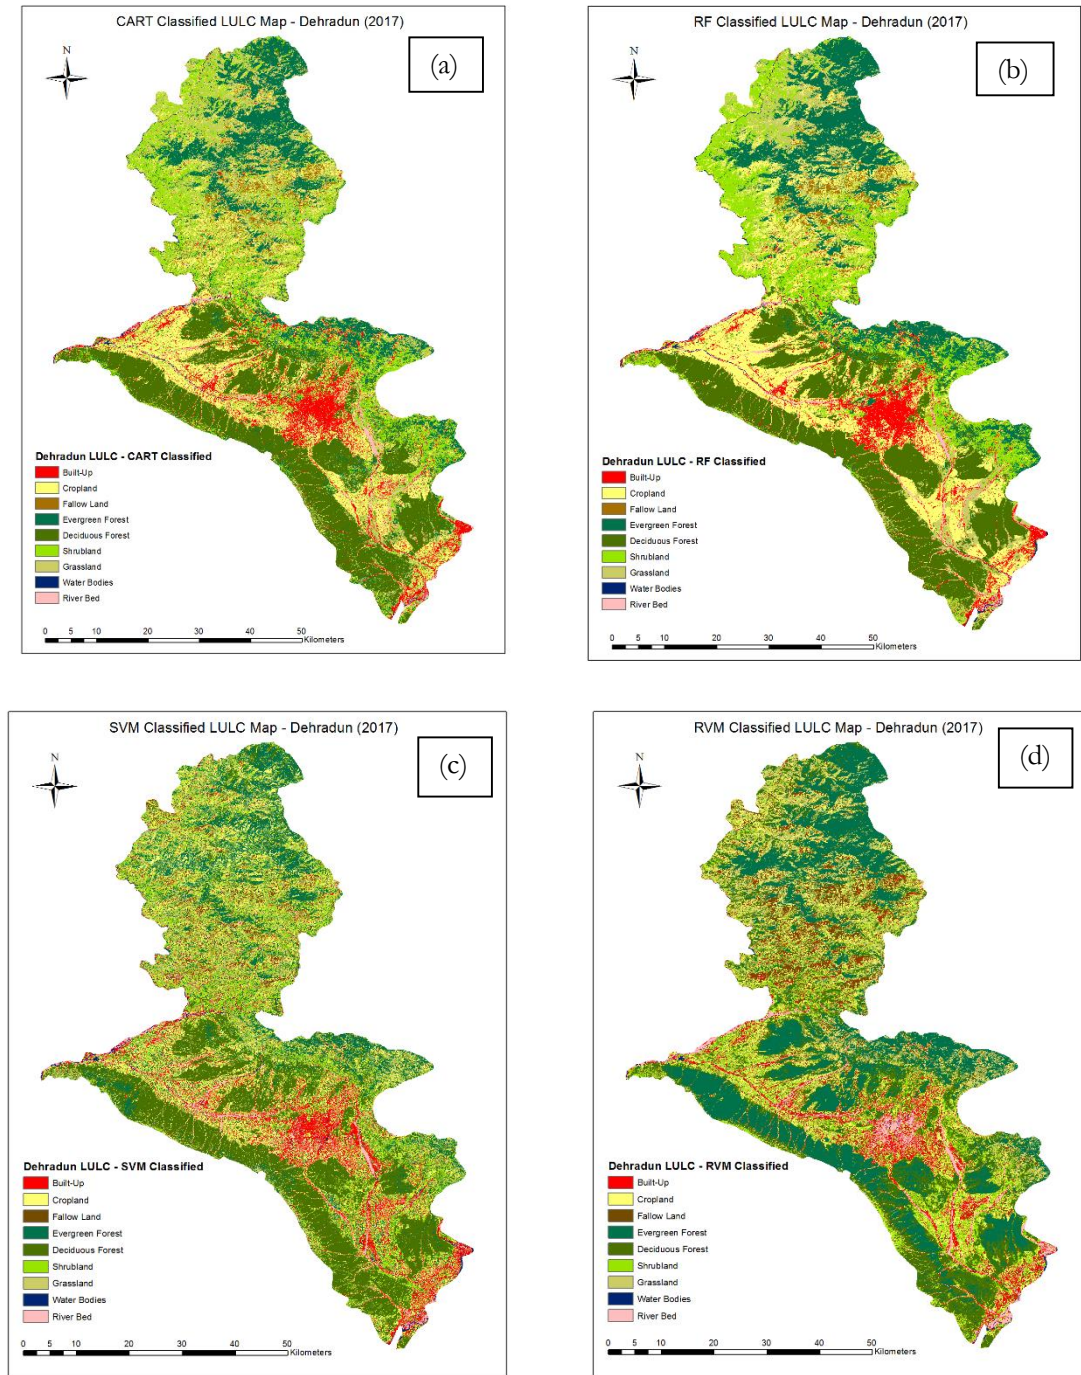 CART Classified LULC Map - Dehradun (2017)
N
(a)
Dehradun LULC - CART Classified
Built-Up
Cropland
Fallow Land
Evergreen Forest
Deciduous Forest
Shrubland
Grassland
Water Bodies
River Bed
0 5 10 20 30 40 50
Kilometers
RF Classified LULC Map - Dehradun (2017)
N
(b)
Dehradun LULC - RF Classified
Built-Up
Cropland
Fallow Land
Evergreen Forest
Deciduous Forest
Shrubland
Grassland
Water Bodies
River Bed
0 5 10 20 30 40 50
Kilometers
SVM Classified LULC Map - Dehradun (2017)
N
(c)
Dehradun LULC - SVM Classified
Built-Up
Cropland
Fallow Land
Evergreen Forest
Deciduous Forest
Shrubland
Grassland
Water Bodies
River Bed
0 5 10 20 30 40 50
Kilometers
RVM Classified LULC Map - Dehradun (2017)
N
(d)
Dehradun LULC - RVM Classified
Built-Up
Cropland
Fallow Land
Evergreen Forest
Deciduous Forest
Shrubland
Grassland
Water Bodies
River Bed
0 5 10 20 30 40 50
Kilometers